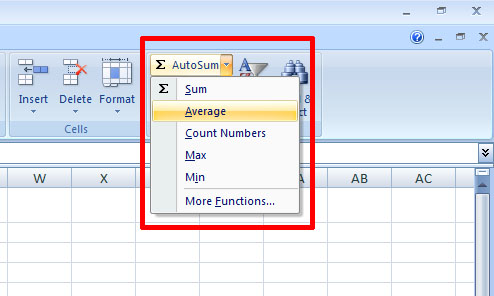 Σ AutoSum
Insert Delete Format
Cells
Σ Sum
Average
Count Numbers
Max
Min
More Functions...
&
W X AB AC